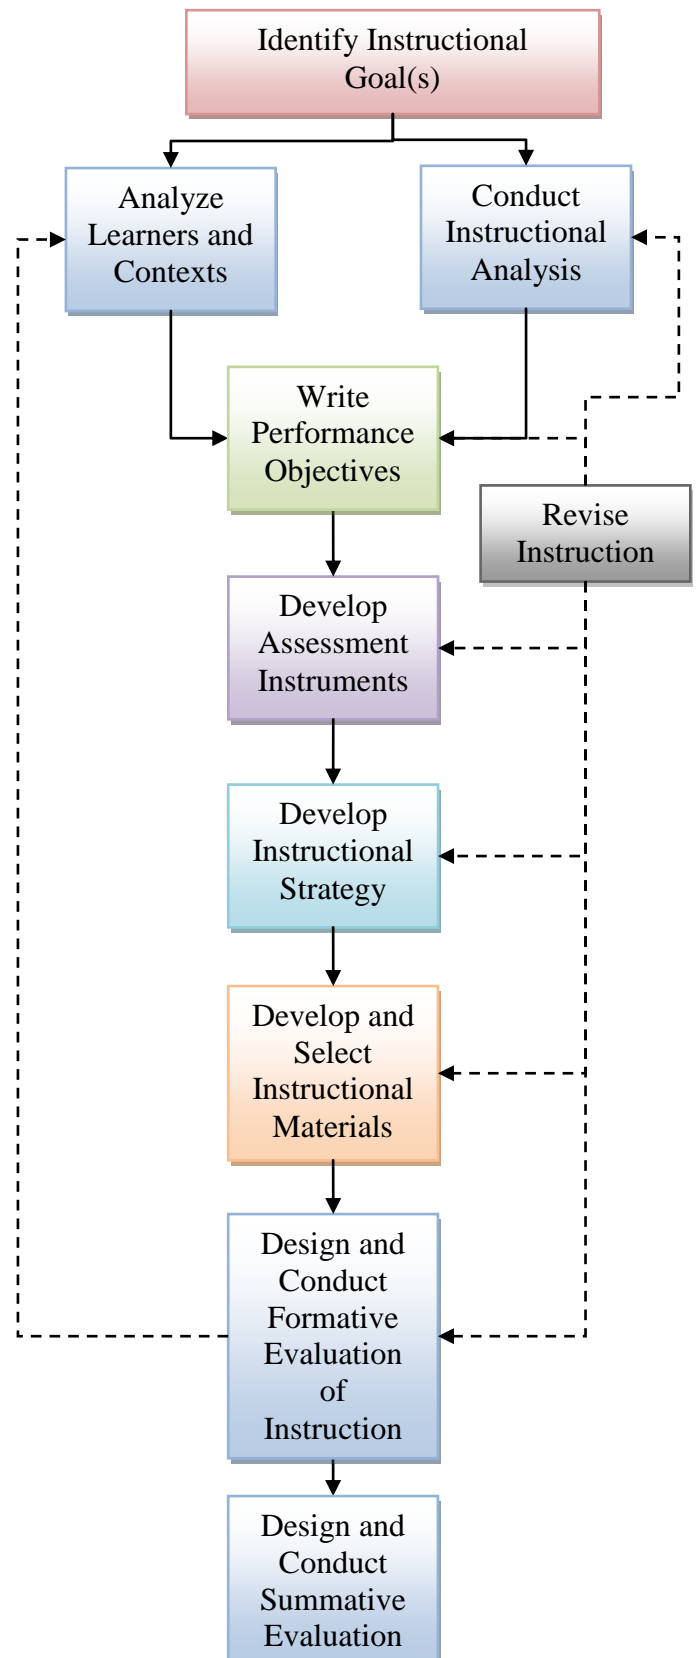 Identify Instructional
Goal(s)
Analyze
Learners and
Contexts
Conduct
Instructional
Analysis
Write
Performance
Objectives
Revise
Instruction
Develop
Assessment
Instruments
Develop
Instructional
Strategy
Develop and
Select
Instructional
Materials
Design and
Conduct
Formative
Evaluation
of
Instruction
Design and
Conduct
Summative
Evaluation